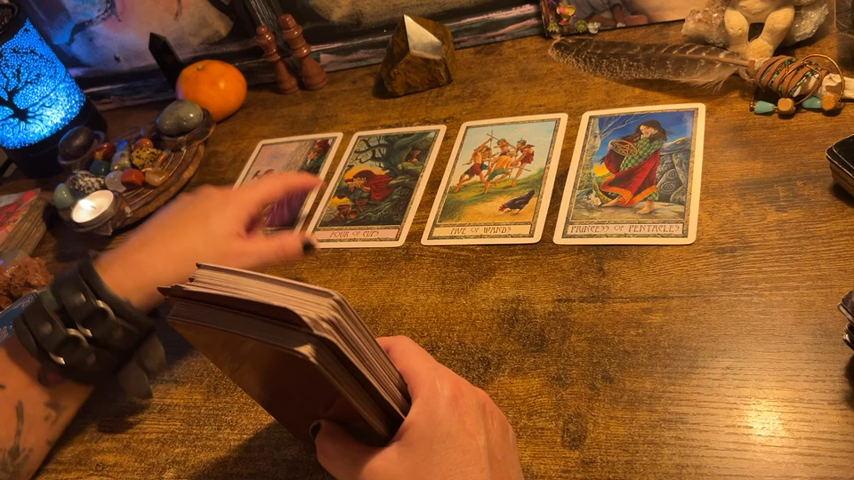 FOUR OF CUPS
FIVE OF WANDS
PRINCESS OF PENTACLES